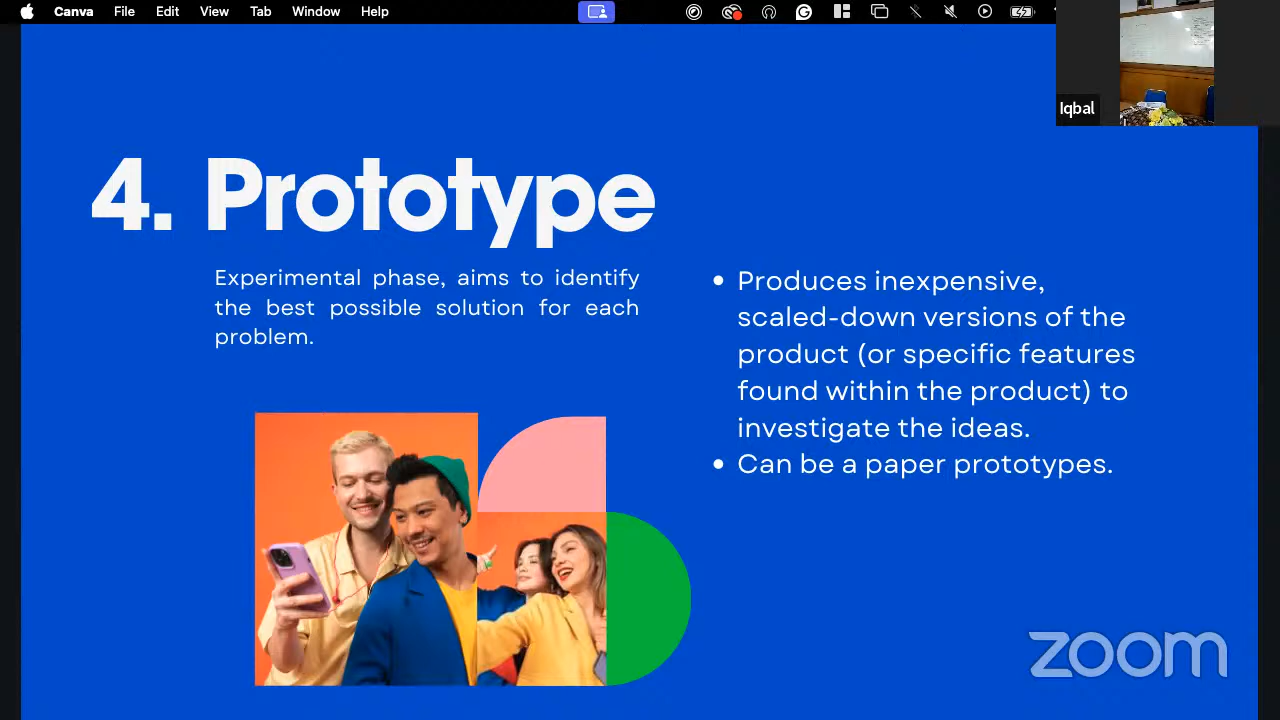 Canva File Edit View Tab Window Help
Iqbal
4. Prototype
Experimental phase, aims to identify
the best possible solution for each
problem.
• Produces inexpensive,
scaled-down versions of the
product (or specific features
found within the product) to
investigate the ideas.
• Can be a paper prototypes.
zoom